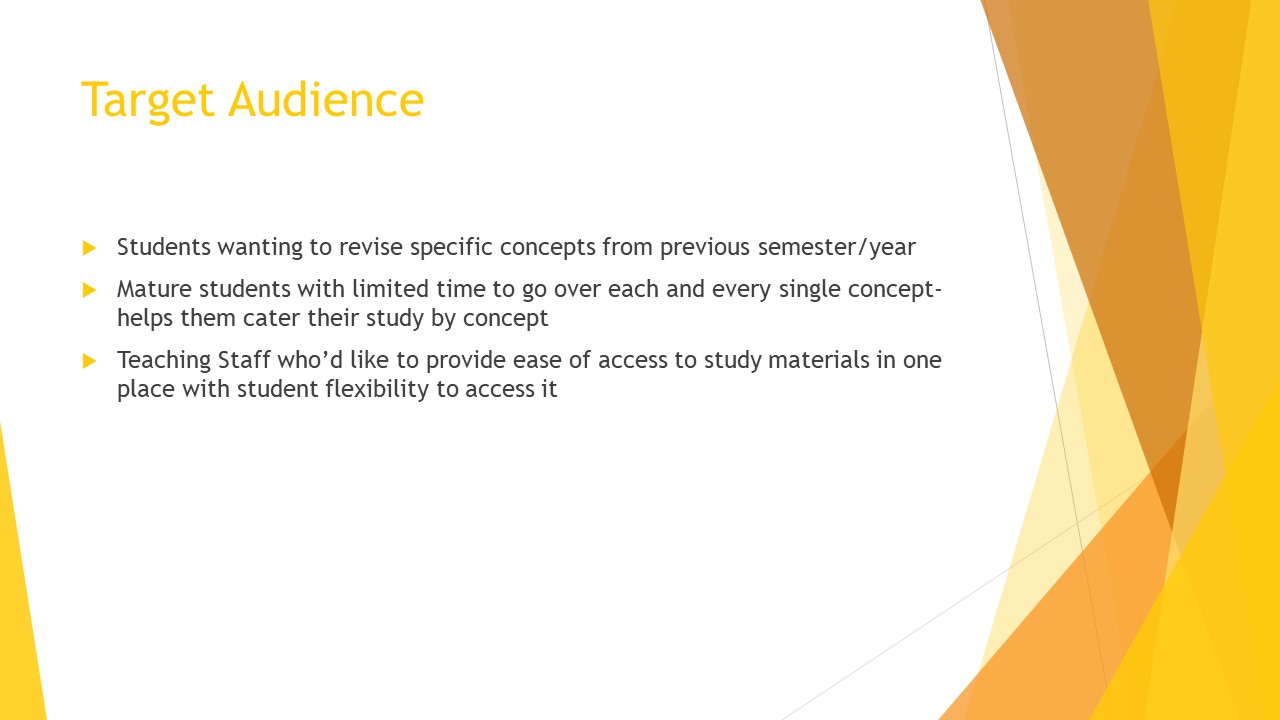 Target Audience
Students wanting to revise specific concepts from previous semester/year
Mature students with limited time to go over each and every single concept-
helps them cater their study by concept
Teaching Staff who’d like to provide ease of access to study materials in one
place with student flexibility to access it